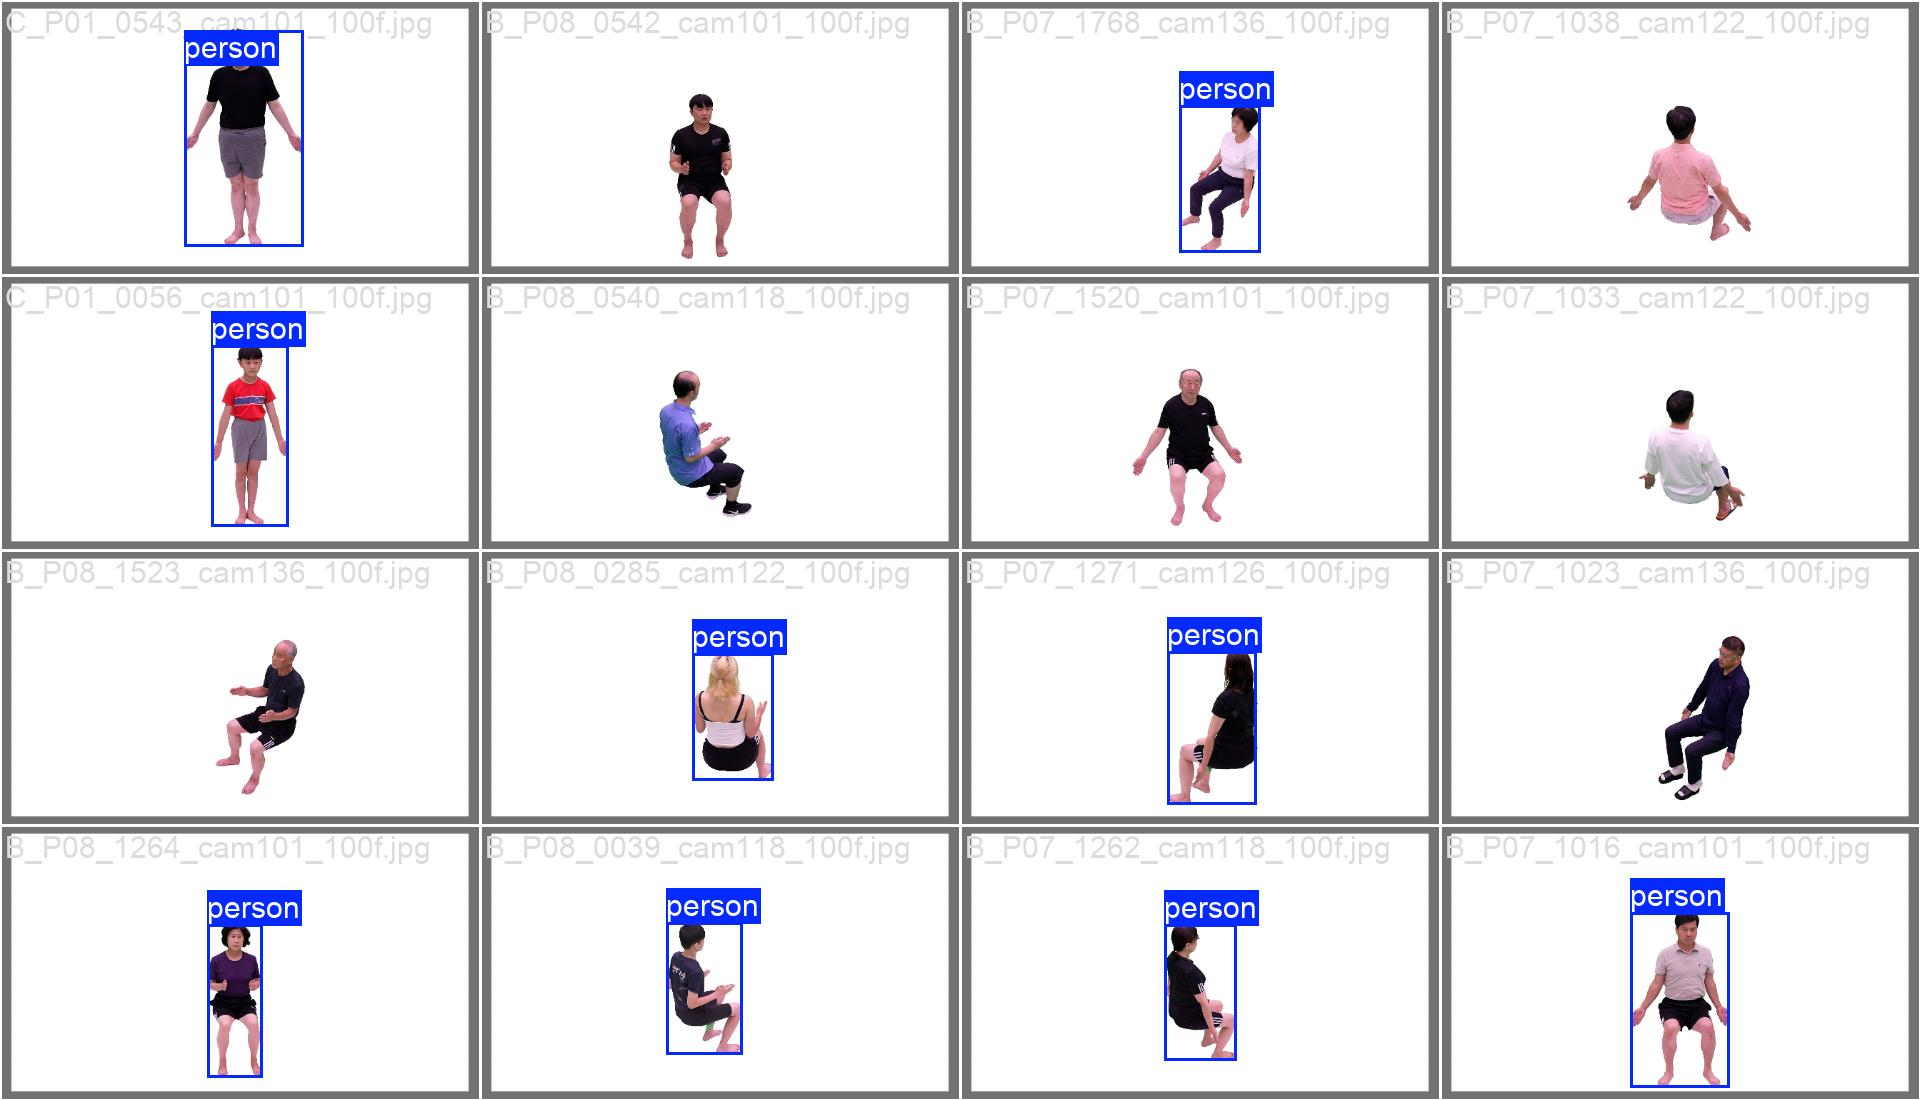 C_P01_0543_cam101_100f.jpg
person
B_P08_0542_cam101_100f.jpg
B_P07_1768_cam136_100f.jpg
person
B_P07_1038_cam122_100f.jpg
C_P01_0056_cam101_100f.jpg
person
B_P08_0540_cam118_100f.jpg
B_P07_1520_cam101_100f.jpg
B_P07_1033_cam122_100f.jpg
B_P08_1523_cam136_100f.jpg
B_P08_0285_cam122_100f.jpg
person
B_P07_1271_cam126_100f.jpg
person
B_P07_1023_cam136_100f.jpg
B_P08_1264_cam101_100f.jpg
person
B_P08_0039_cam118_100f.jpg
person
B_P07_1262_cam118_100f.jpg
person
B_P07_1016_cam101_100f.jpg
person